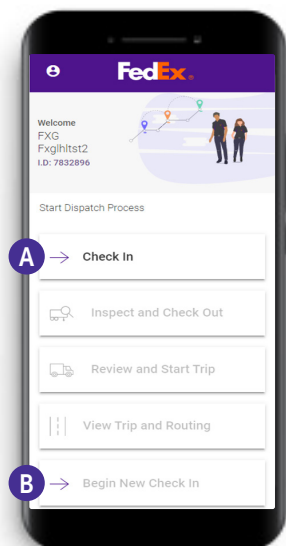 FedEx.
Welcome
FXG
Fxglhltst2
I.D: 7832896
Start Dispatch Process
A
Check In
Inspect and Check Out
Review and Start Trip
View Trip and Routing
B
Begin New Check In